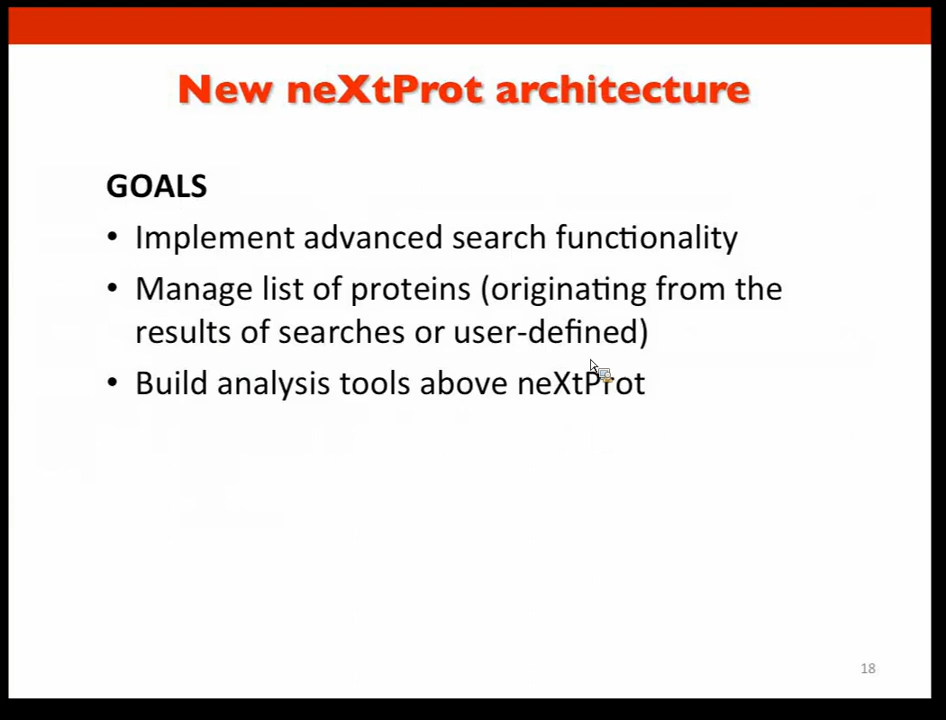 New neXtProt architecture
GOALS
• Implement advanced search functionality
• Manage list of proteins (originating from the
results of searches or user-defined)
• Build analysis tools above neXtProt
18